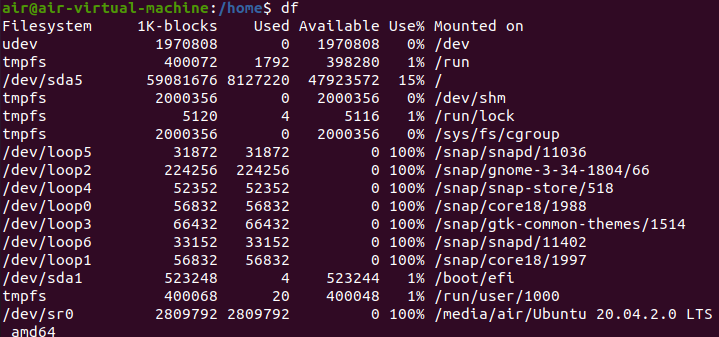 air@air-virtual-machine:/home$ df
Filesystem     1K-blocks    Used Available Use% Mounted on
udev             1970808       0   1970808   0% /dev
tmpfs             400072    1792    398280   1% /run
/dev/sda5       59081676 8127220  47923572  15% /
tmpfs            2000356       0   2000356   0% /dev/shm
tmpfs               5120       4      5116   1% /run/lock
tmpfs            2000356       0   2000356   0% /sys/fs/cgroup
/dev/loop5         31872   31872         0 100% /snap/snapd/11036
/dev/loop2        224256  224256         0 100% /snap/gnome-3-34-1804/66
/dev/loop4         52352   52352         0 100% /snap/snap-store/518
/dev/loop0         56832   56832         0 100% /snap/core18/1988
/dev/loop3         66432   66432         0 100% /snap/gtk-common-themes/1514
/dev/loop6         33152   33152         0 100% /snap/snapd/11402
/dev/loop1         56832   56832         0 100% /snap/core18/1997
/dev/sda1         523248       4    523244   1% /boot/efi
tmpfs             400068      20    400048   1% /run/user/1000
/dev/sr0         2809792 2809792         0 100% /media/air/Ubuntu 20.04.2.0 LTS
 amd64